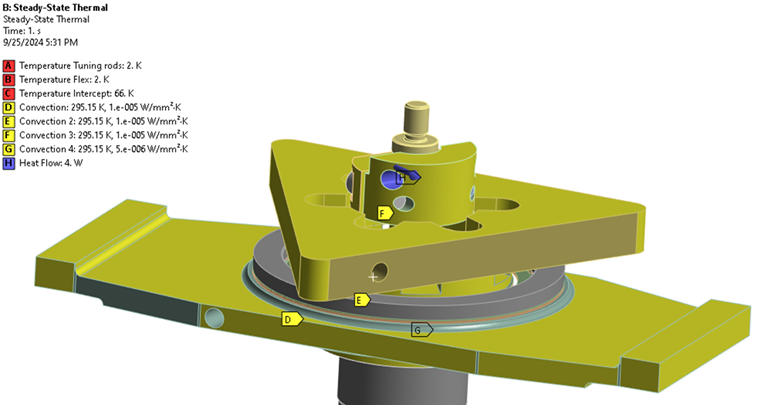 B: Steady-State Thermal
Steady-State Thermal
Time: 1. s
9/25/2024 5:31 PM
A Temperature Tuning rods: 2. K
B Temperature Flex: 2. K
C Temperature Intercept: 66. K
D Convection: 295.15 K, 1.e-005 W/mm²·K
E Convection 2: 295.15 K, 1.e-005 W/mm²·K
F Convection 3: 295.15 K, 1.e-005 W/mm²·K
G Convection 4: 295.15 K, 5.e-006 W/mm²·K
H Heat Flow: 4. W
H
F
E
D
G